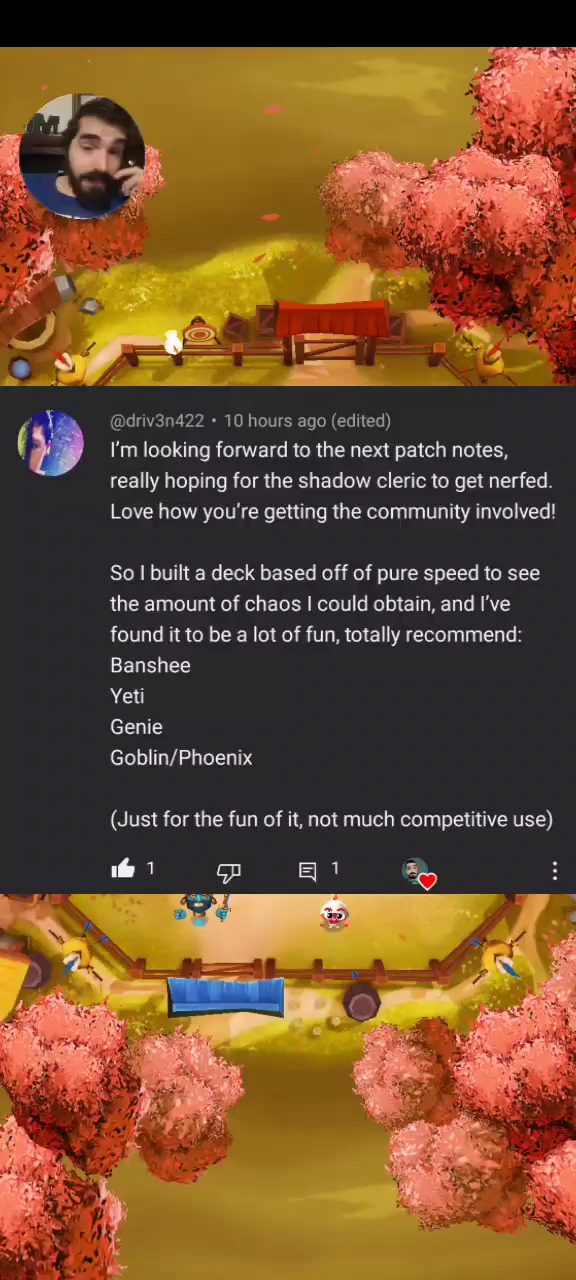 @driv3n422 • 10 hours ago (edited)
I'm looking forward to the next patch notes,
really hoping for the shadow cleric to get nerfed.
Love how you're getting the community involved!
So I built a deck based off of pure speed to see
the amount of chaos I could obtain, and I've
found it to be a lot of fun, totally recommend:
Banshee
Yeti
Genie
Goblin/Phoenix
(Just for the fun of it, not much competitive use)
1
1